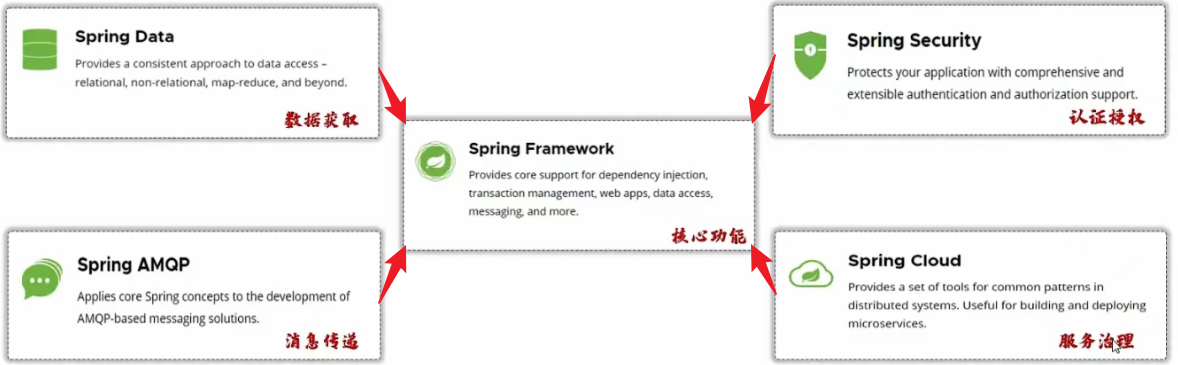 Spring Data
Provides a consistent approach to data access –
relational, non-relational, map-reduce, and beyond.
数据获取
Spring Security
Protects your application with comprehensive and
extensible authentication and authorization support.
认证授权
Spring Framework
Provides core support for dependency injection,
transaction management, web apps, data access,
messaging, and more.
核心功能
Spring AMQP
Applies core Spring concepts to the development of
AMQP-based messaging solutions.
消息传递
Spring Cloud
Provides a set of tools for common patterns in
distributed systems. Useful for building and deploying
microservices.
服务治理